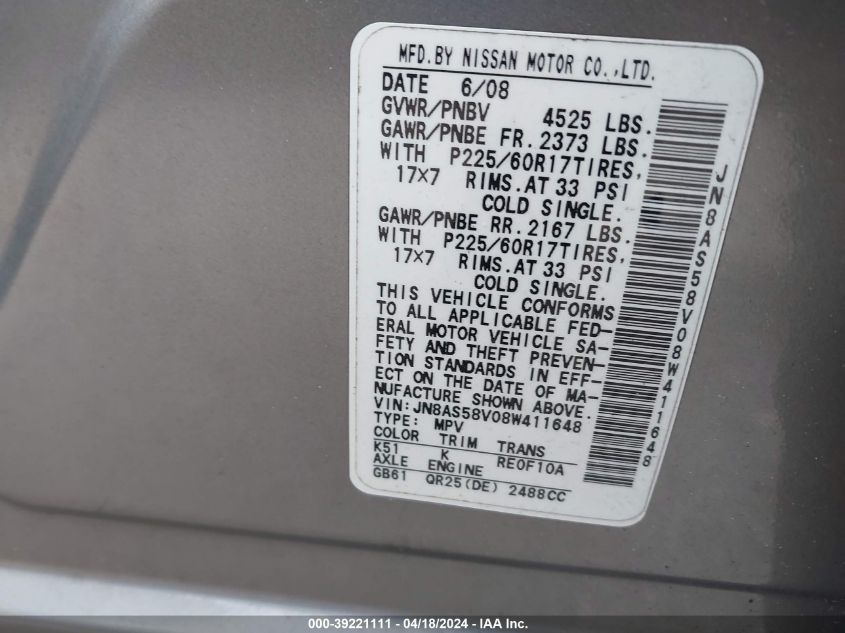 MFD.BY NISSAN MOTOR CO.,LTD.
DATE 6/08
GVWR/PNBV 4525 LBS.
GAWR/PNBE FR. 2373 LBS.
WITH P225/60R17TIRES,
17×7 RIMS.AT 33 PSI
COLD SINGLE.
GAWR/PNBE RR. 2167 LBS.
WITH P225/60R17TIRES,
17×7 RIMS.AT 33 PSI
COLD SINGLE.
THIS VEHICLE CONFORMS
TO ALL APPLICABLE FED-
ERAL MOTOR VEHICLE SA-
FETY AND THEFT PREVEN-
TION STANDARDS IN EFF-
ECT ON THE DATE OF MA-
NUFACTURE SHOWN ABOVE.
VIN:JN8AS58V08W411648
TYPE: MPV
COLOR TRIM TRANS
K51 K RE0F10A
AXLE ENGINE
GB61 QR25(DE) 2488CC
JN8AS58V08W411648
000-39221111 - 04/18/2024 - IAA Inc.